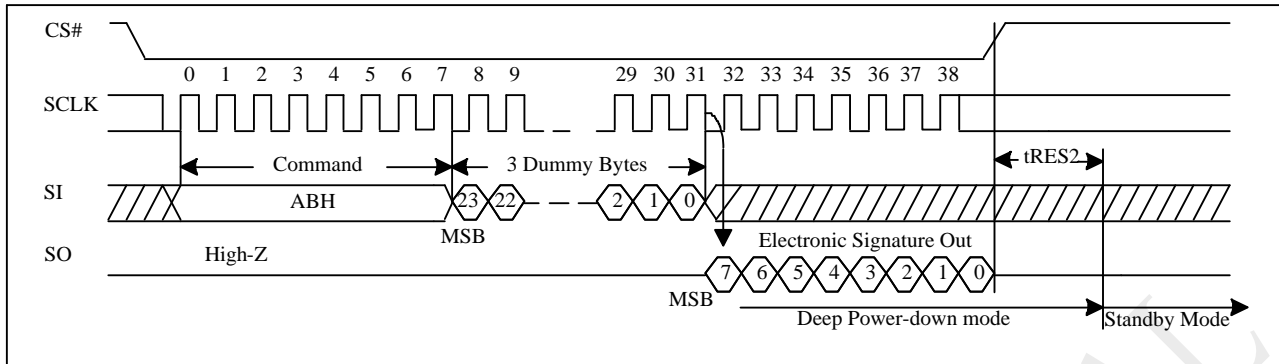 CS#
0 1 2 3 4 5 6 7 8 9 29 30 31 32 33 34 35 36 37 38
SCLK
Command 3 Dummy Bytes tRES2
SI ABH 23 22 2 1 0
MSB
SO High-Z Electronic Signature Out
7 6 5 4 3 2 1 0
MSB
Deep Power-down mode Standby Mode